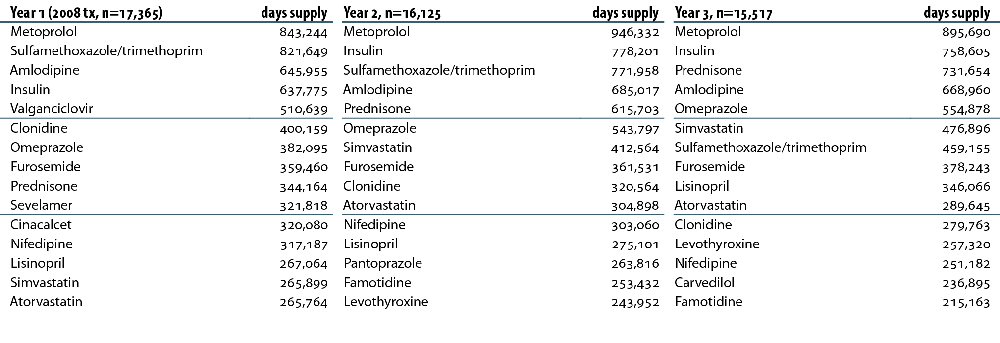 Year 1 (2008 tx, n=17,365) days supply Year 2, n=16,125 days supply Year 3, n=15,517 days supply
Metoprolol 843,244 Metoprolol 946,332 Metoprolol 895,690
Sulfamethoxazole/trimethoprim 821,649 Insulin 778,201 Insulin 758,605
Amlodipine 645,955 Sulfamethoxazole/trimethoprim 771,958 Prednisone 731,654
Insulin 637,775 Amlodipine 685,017 Amlodipine 668,960
Valganciclovir 510,639 Prednisone 615,703 Omeprazole 554,878
Clonidine 400,159 Omeprazole 543,797 Simvastatin 476,896
Omeprazole 382,095 Simvastatin 412,564 Sulfamethoxazole/trimethoprim 459,155
Furosemide 359,460 Furosemide 361,531 Furosemide 378,243
Prednisone 344,164 Clonidine 320,564 Lisinopril 346,066
Sevelamer 321,818 Atorvastatin 304,898 Atorvastatin 289,645
Cinacalcet 320,080 Nifedipine 303,060 Clonidine 279,763
Nifedipine 317,187 Lisinopril 275,101 Levothyroxine 257,320
Lisinopril 267,064 Pantoprazole 263,816 Nifedipine 251,182
Simvastatin 265,899 Famotidine 253,432 Carvedilol 236,895
Atorvastatin 265,764 Levothyroxine 243,952 Famotidine 215,163